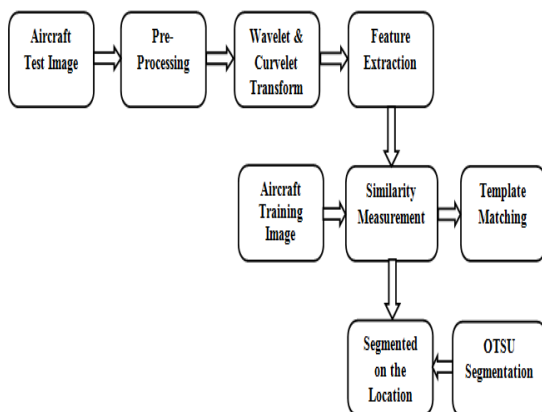 Aircraft
Test Image
Pre-
Processing
Wavelet &
Curvelet
Transform
Feature
Extraction
Aircraft
Training
Image
Similarity
Measurement
Template
Matching
Segmented
on the
Location
OTSU
Segmentation